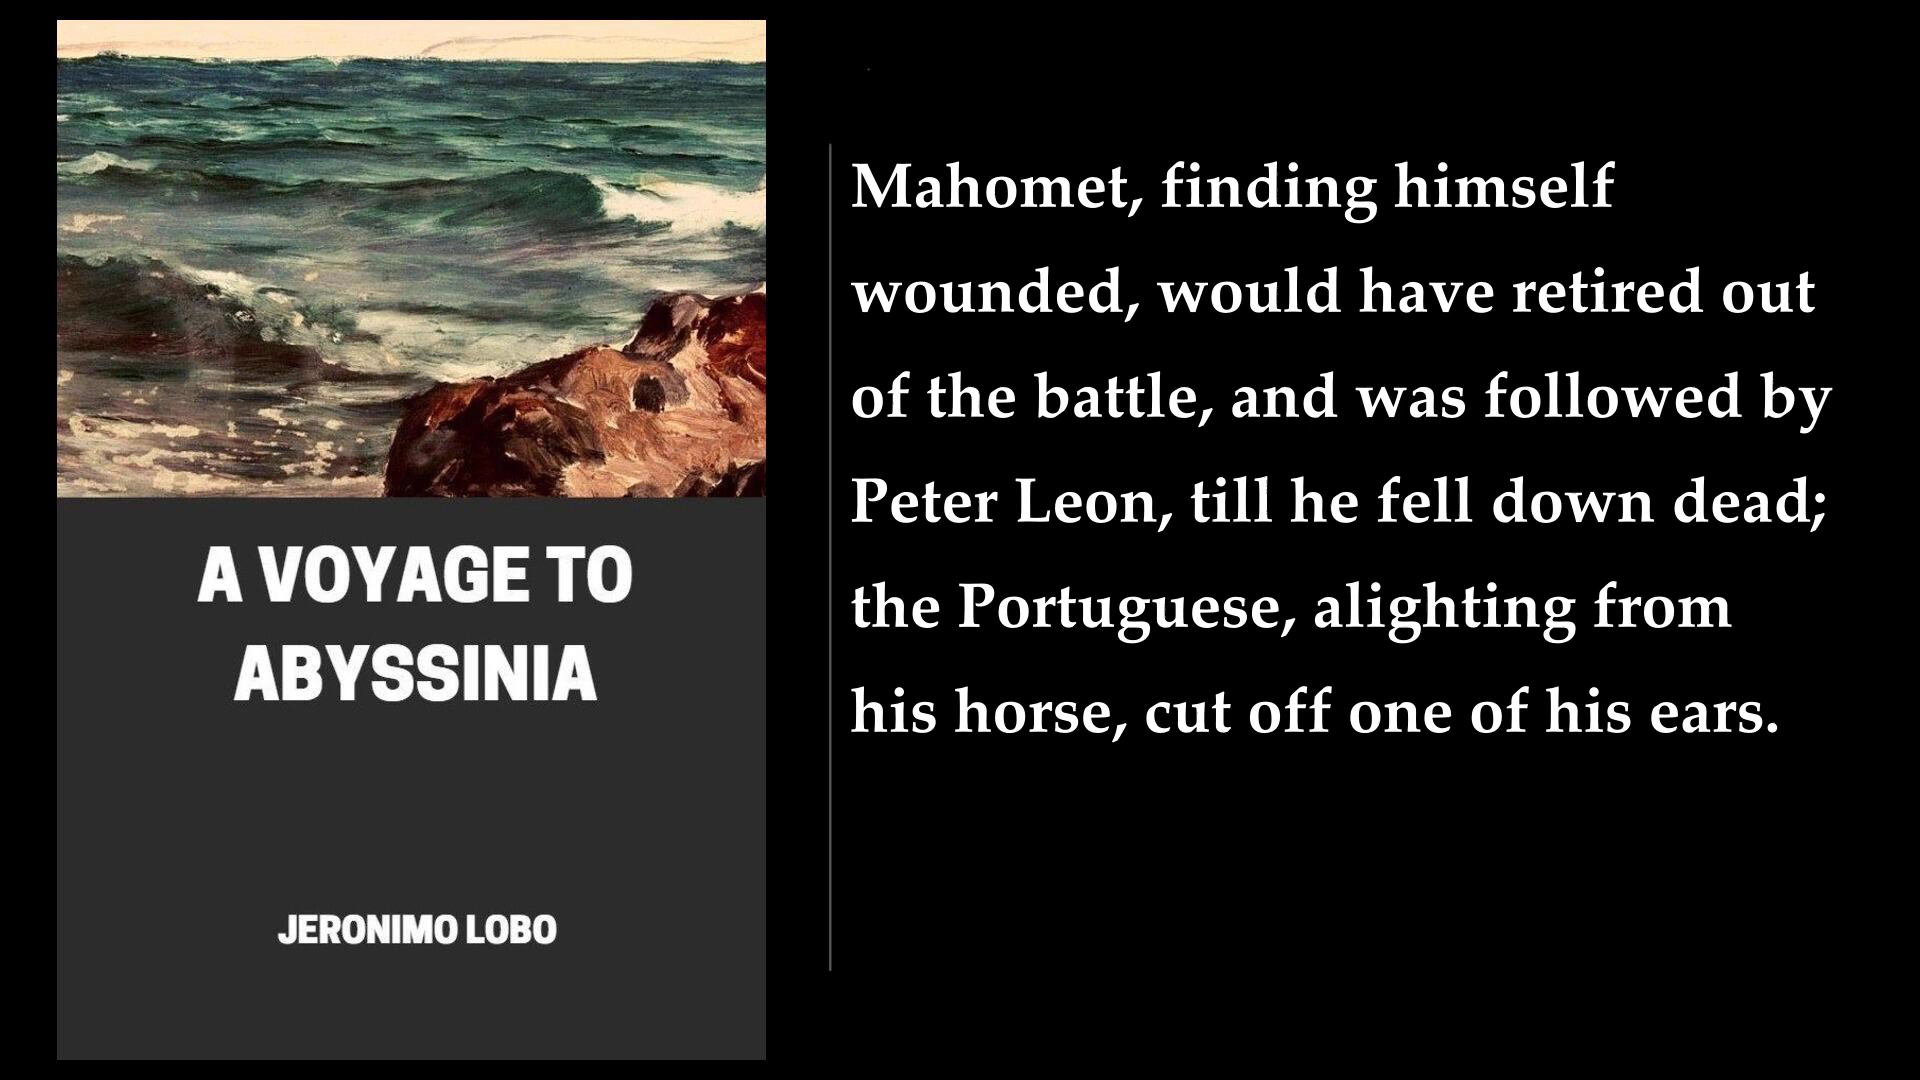 A VOYAGE TO
ABYSSINIA
JERONIMO LOBO
Mahomet, finding himself
wounded, would have retired out
of the battle, and was followed by
Peter Leon, till he fell down dead;
the Portuguese, alighting from
his horse, cut off one of his ears.